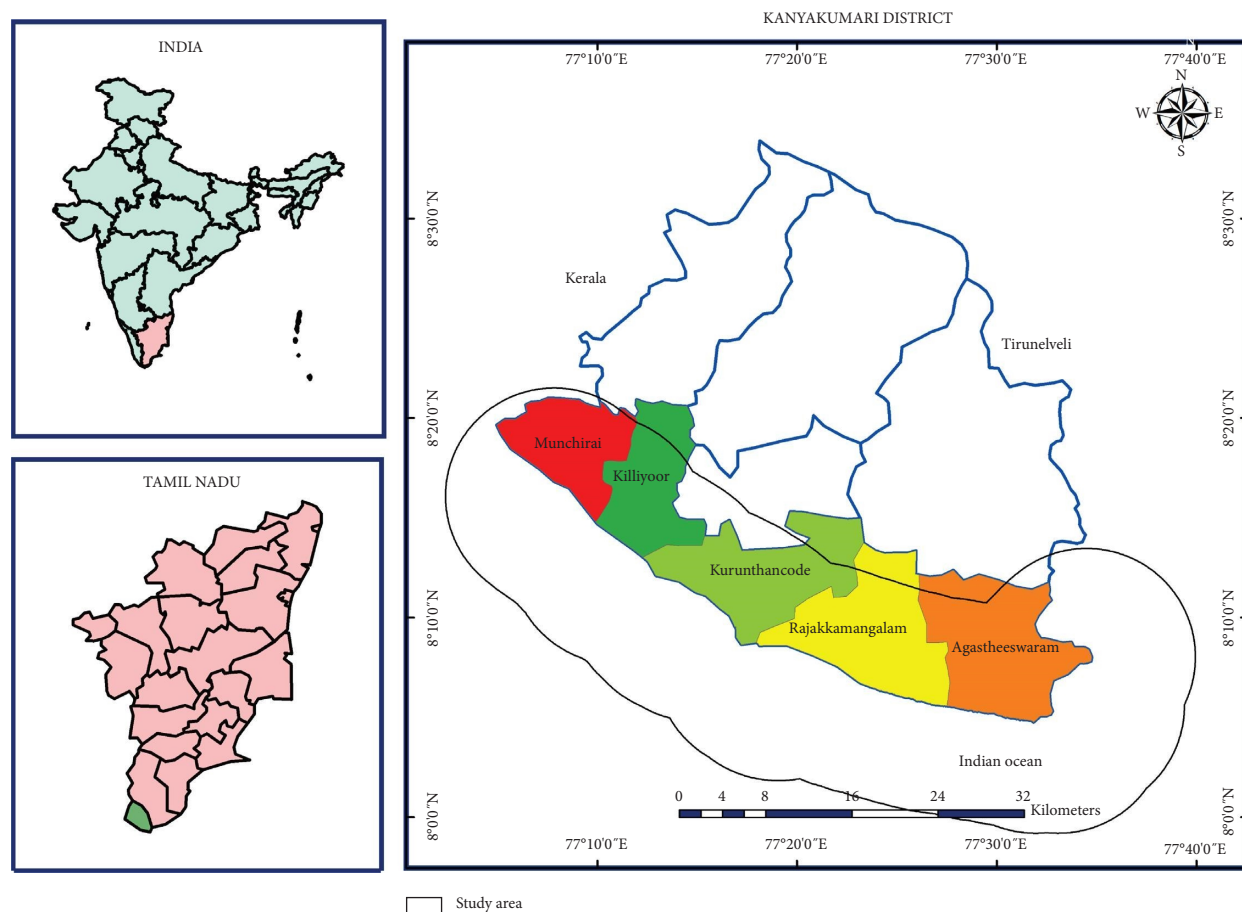 INDIA
TAMIL NADU
KANYAKUMARI DISTRICT
77°10′0″E 77°20′0″E 77°30′0″E 77°40′0″E
N
N
W E
S
8°30′0″N 8°30′0″N
Kerala
Tirunelveli
8°20′0″N 8°20′0″N
Munchirai
Killiyoor
Kurunthancode
8°10′0″N 8°10′0″N
Rajakkamangalam
Agastheeswaram
Indian ocean
0 4 8 16 24 32
Kilometers
8°0′0″N 8°0′0″N
77°10′0″E 77°20′0″E 77°30′0″E 77°40′0″E
Study area